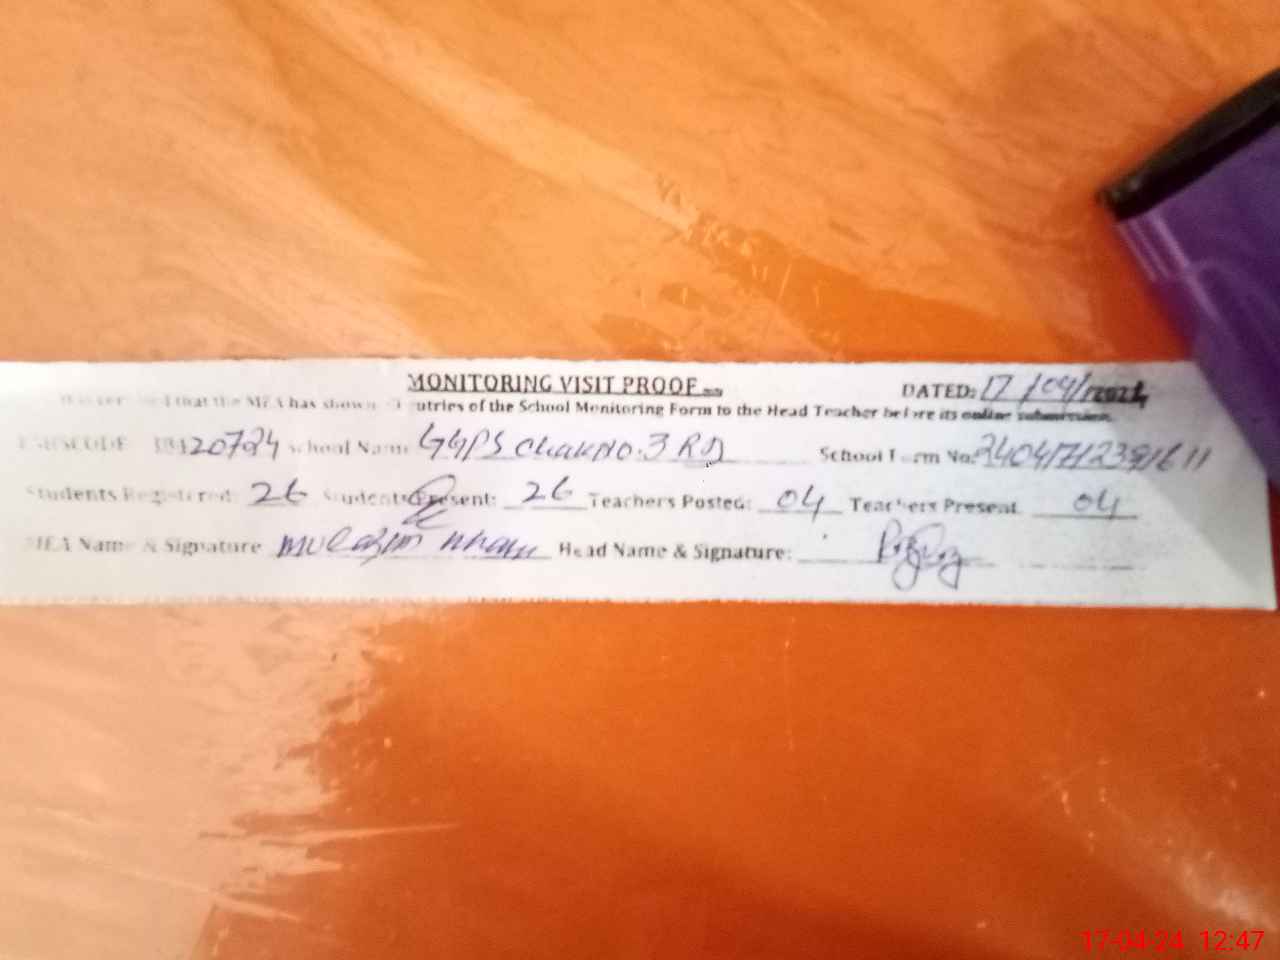 MONITORING VISIT PROOF DATED: 17/04/2024
that the MEA has shown entries of the School Monitoring Form to the Head Teacher before its online submission.
EMISCODE 20724 School Name GGPS Chak No. 3 RD School Form No. 24041712391611
Students Registered: 26 Students Present: 26 Teachers Posted: 04 Teachers Present 04
MEA Name & Signature Head Name & Signature:
17-04-24 12:47